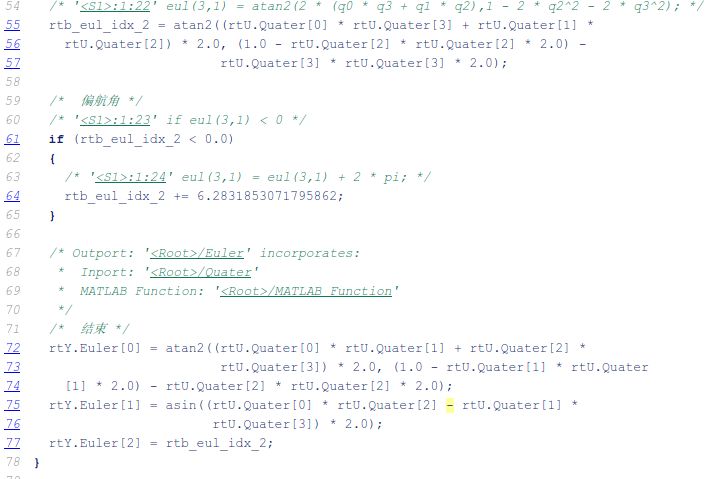 54 /* '<S1>:1:22' eul(3,1) = atan2(2 * (q0 * q3 + q1 * q2),1 - 2 * q2^2 - 2 * q3^2); */
55 rtb_eul_idx_2 = atan2((rtU.Quater[0] * rtU.Quater[3] + rtU.Quater[1] *
56 rtU.Quater[2]) * 2.0, (1.0 - rtU.Quater[2] * rtU.Quater[2] * 2.0) -
57 rtU.Quater[3] * rtU.Quater[3] * 2.0);
58
59 /* 偏航角 */
60 /* '<S1>:1:23' if eul(3,1) < 0 */
61 if (rtb_eul_idx_2 < 0.0)
62 {
63 /* '<S1>:1:24' eul(3,1) = eul(3,1) + 2 * pi; */
64 rtb_eul_idx_2 += 6.2831853071795862;
65 }
66
67 /* Outport: '<Root>/Euler' incorporates:
68 * Inport: '<Root>/Quater'
69 * MATLAB Function: '<Root>/MATLAB Function'
70 */
71 /* 结束 */
72 rtY.Euler[0] = atan2((rtU.Quater[0] * rtU.Quater[1] + rtU.Quater[2] *
73 rtU.Quater[3]) * 2.0, (1.0 - rtU.Quater[1] * rtU.Quater
74 [1] * 2.0) - rtU.Quater[2] * rtU.Quater[2] * 2.0);
75 rtY.Euler[1] = asin((rtU.Quater[0] * rtU.Quater[2] - rtU.Quater[1] *
76 rtU.Quater[3]) * 2.0);
77 rtY.Euler[2] = rtb_eul_idx_2;
78 }